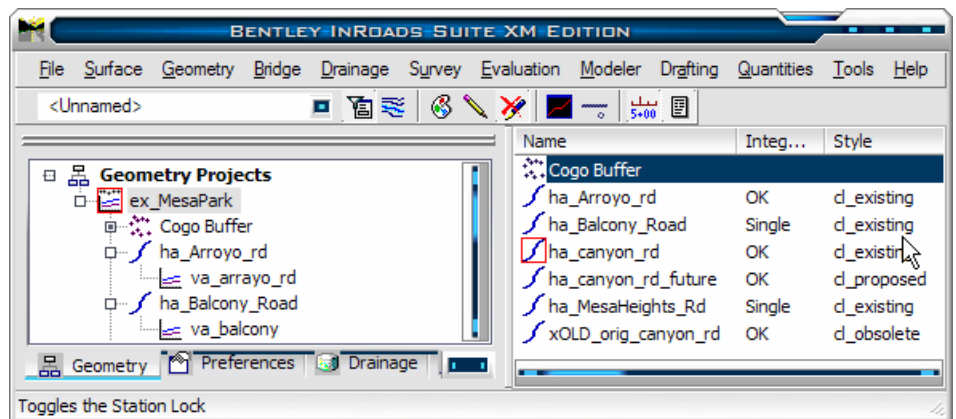 BENTLEY INROADS SUITE XM EDITION
File Surface Geometry Bridge Drainage Survey Evaluation Modeler Drafting Quantities Tools Help
<Unnamed>
5+00
Geometry Projects
ex_MesaPark
Cogo Buffer
ha_Arroyo_rd
va_arrayo_rd
ha_Balcony_Road
va_balcony
Geometry Preferences Drainage
Name Integ... Style
Cogo Buffer
ha_Arroyo_rd OK cl_existing
ha_Balcony_Road Single cl_existing
ha_canyon_rd OK cl_existing
ha_canyon_rd_future OK cl_proposed
ha_MesaHeights_Rd Single cl_existing
xOLD_orig_canyon_rd OK cl_obsolete
Toggles the Station Lock